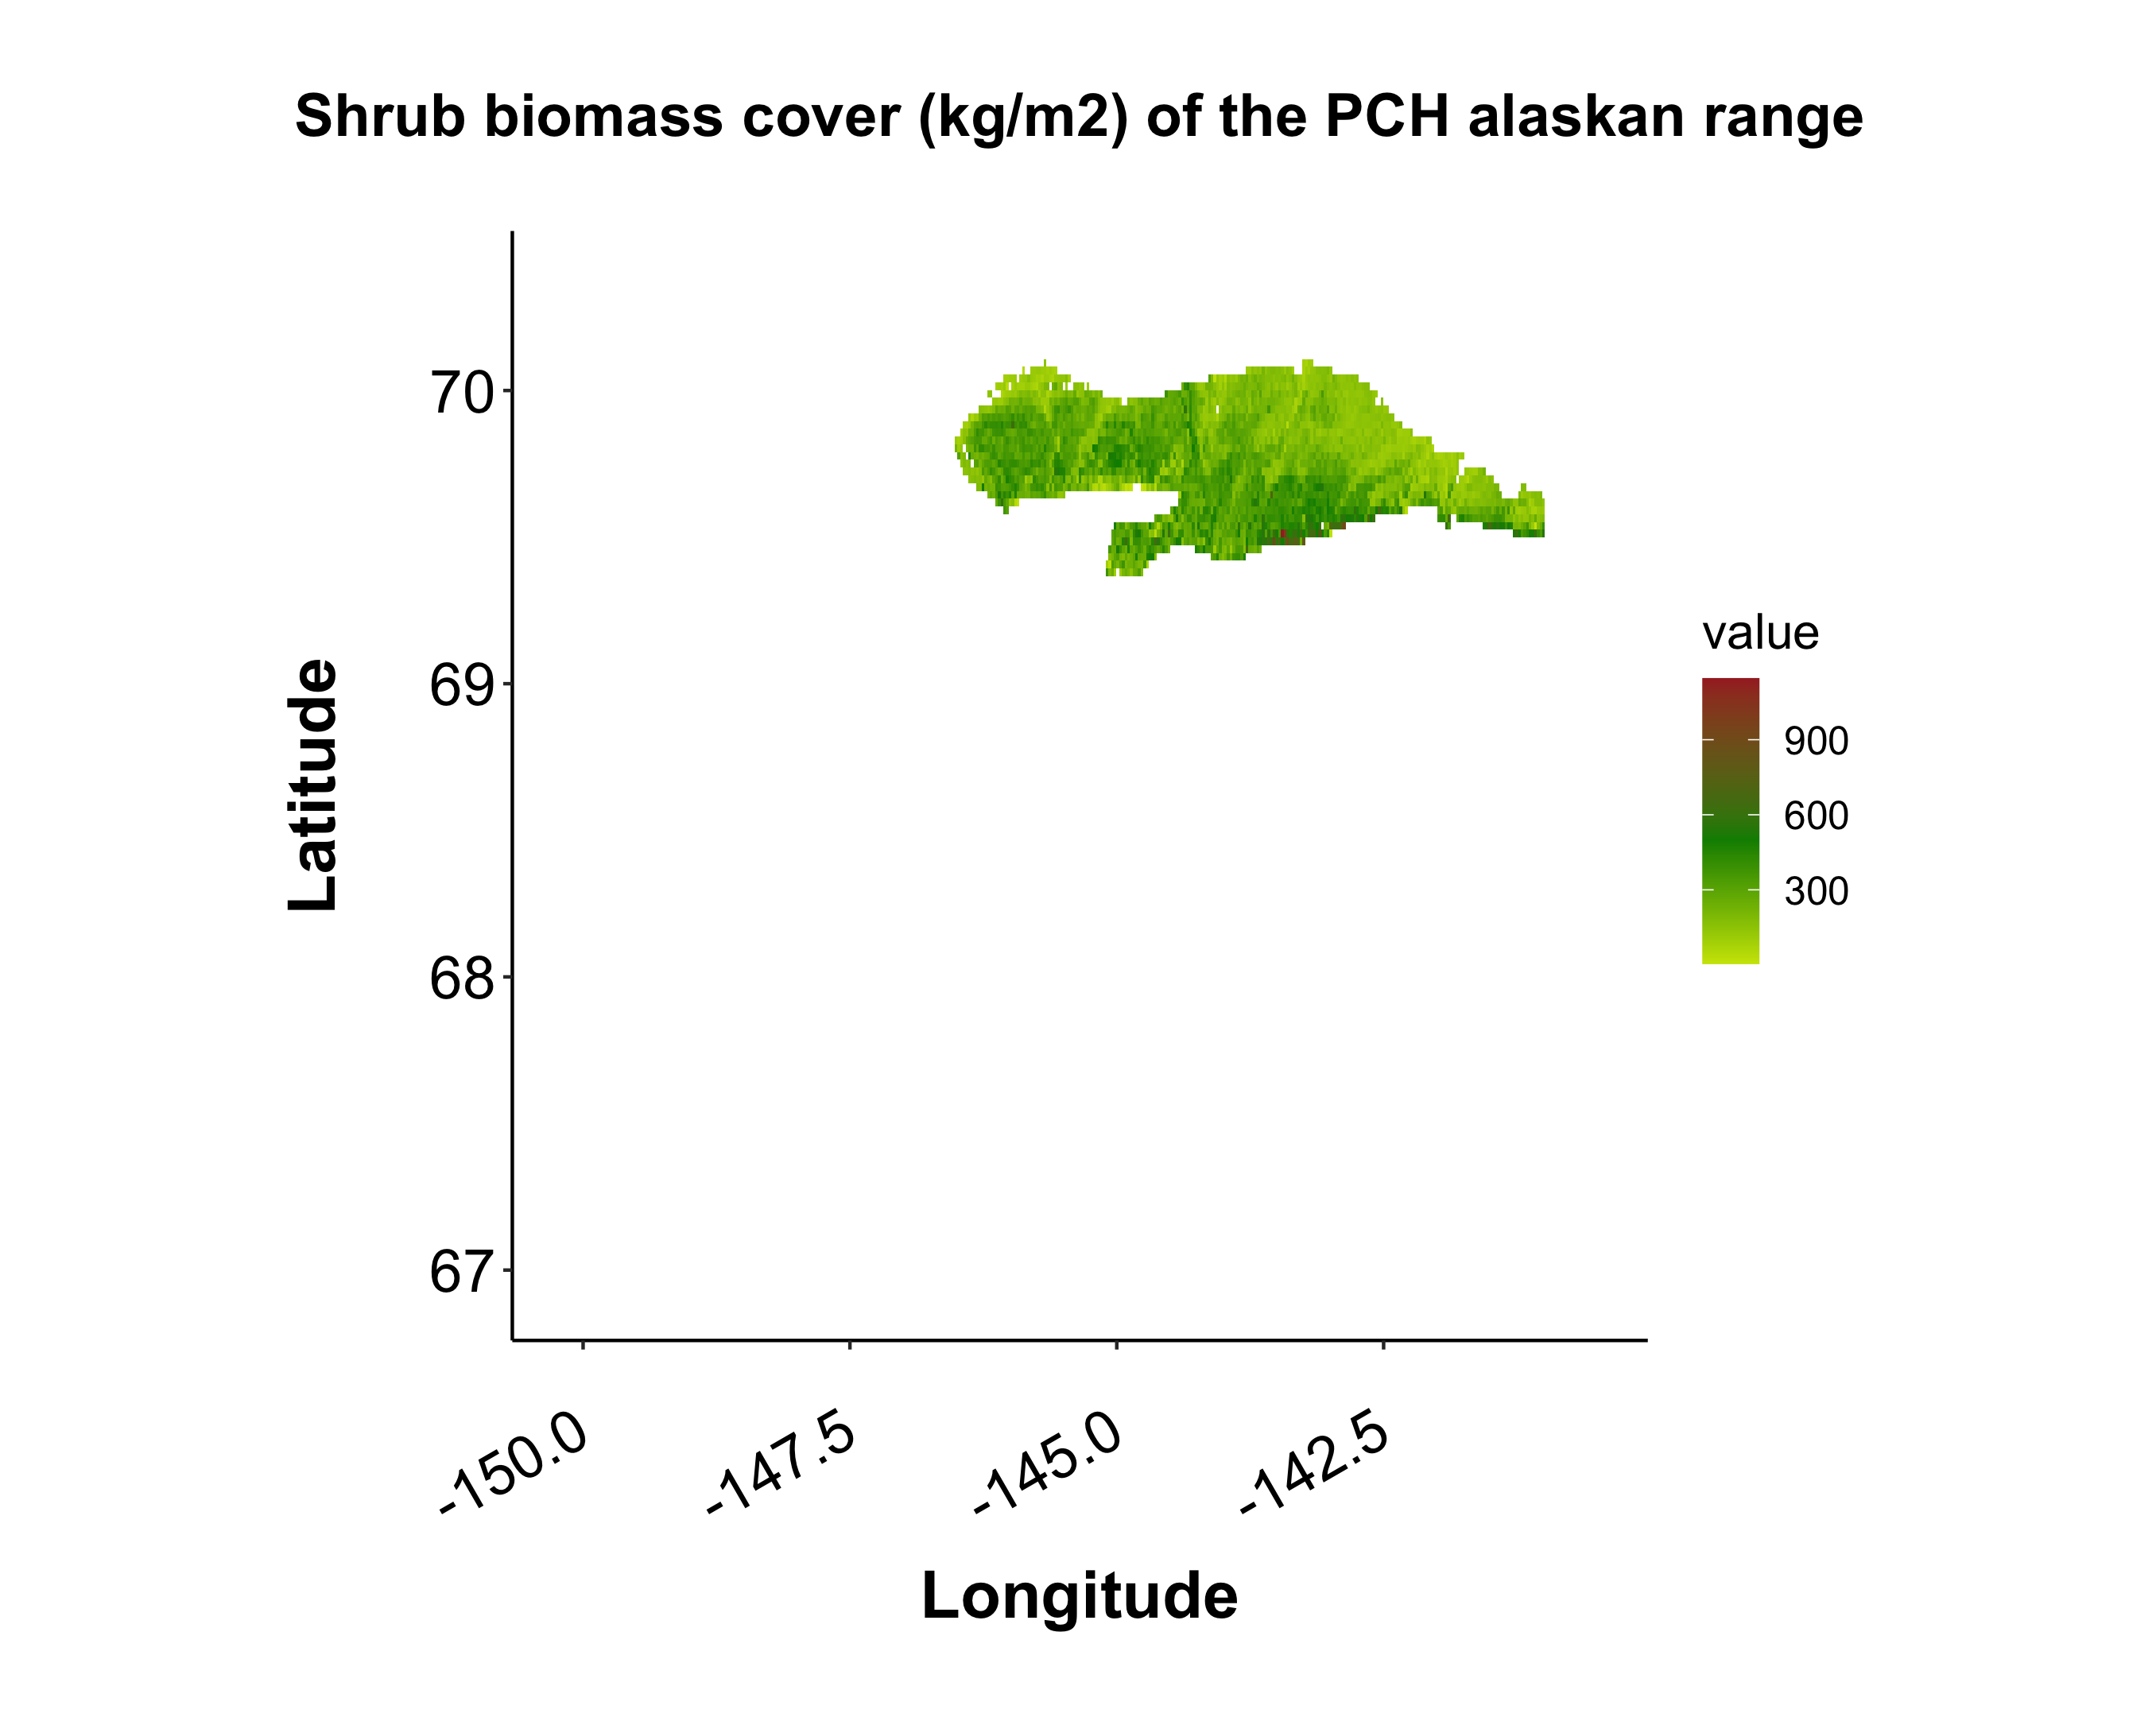 Shrub biomass cover (kg/m2) of the PCH alaskan range
Latitude
70
69
68
67
-150.0
-147.5
-145.0
-142.5
Longitude
value
900
600
300